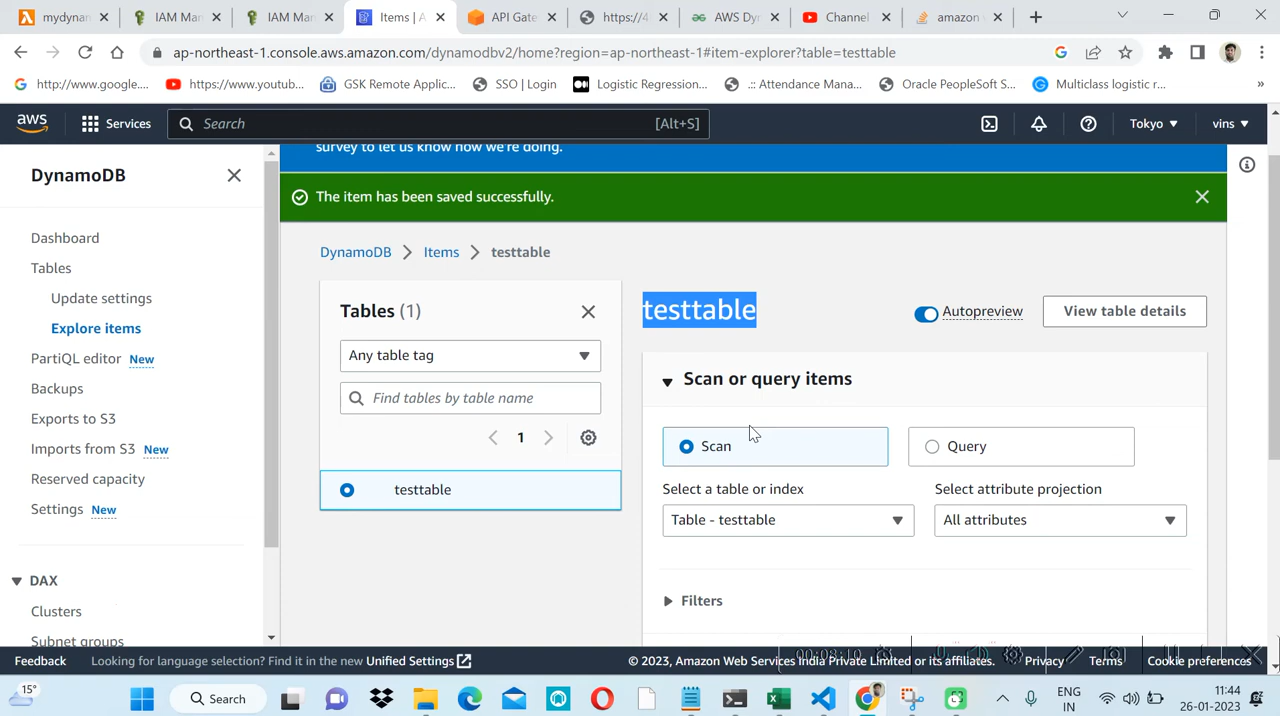 mydynan
IAM Man
IAM Man
Items | A
API Gate
https://4
AWS Dy
Channel
amazon v
ap-northeast-1.console.aws.amazon.com/dynamodbv2/home?region=ap-northeast-1#item-explorer?table=testtable
http://www.google....
https://www.youtub...
GSK Remote Applic...
SSO | Login
Logistic Regression...
.:: Attendance Mana...
Oracle PeopleSoft S...
Multiclass logistic r...
»
aws
Services
Search
[Alt+S]
Tokyo
vins
DynamoDB
Dashboard
Tables
Update settings
Explore items
PartiQL editor New
Backups
Exports to S3
Imports from S3 New
Reserved capacity
Settings New
DAX
Clusters
Subnet groups
survey to let us know how we're doing.
The item has been saved successfully.
DynamoDB
Items
testtable
Tables (1)
Any table tag
Find tables by table name
1
testtable
testtable
Autopreview
View table details
Scan or query items
Scan
Query
Select a table or index
Select attribute projection
Table - testtable
All attributes
Filters
Feedback
Looking for language selection? Find it in the new Unified Settings
© 2023, Amazon Web Services India Private Limited or its affiliates.
Privacy
Terms
Cookie preferences
00:08:10
15°
Search
ENG
IN
11:44
26-01-2023